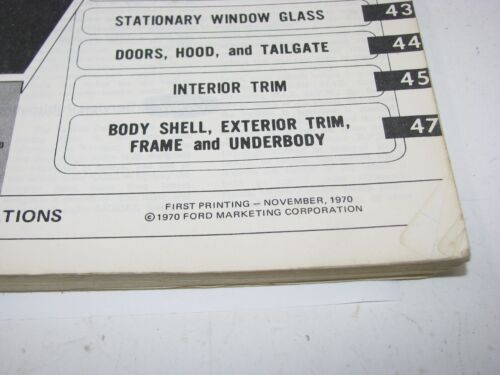 STATIONARY WINDOW GLASS 43
DOORS, HOOD, and TAILGATE 44
INTERIOR TRIM 45
BODY SHELL, EXTERIOR TRIM, 47
FRAME and UNDERBODY
FIRST PRINTING – NOVEMBER, 1970
ATIONS ©1970 FORD MARKETING CORPORATION